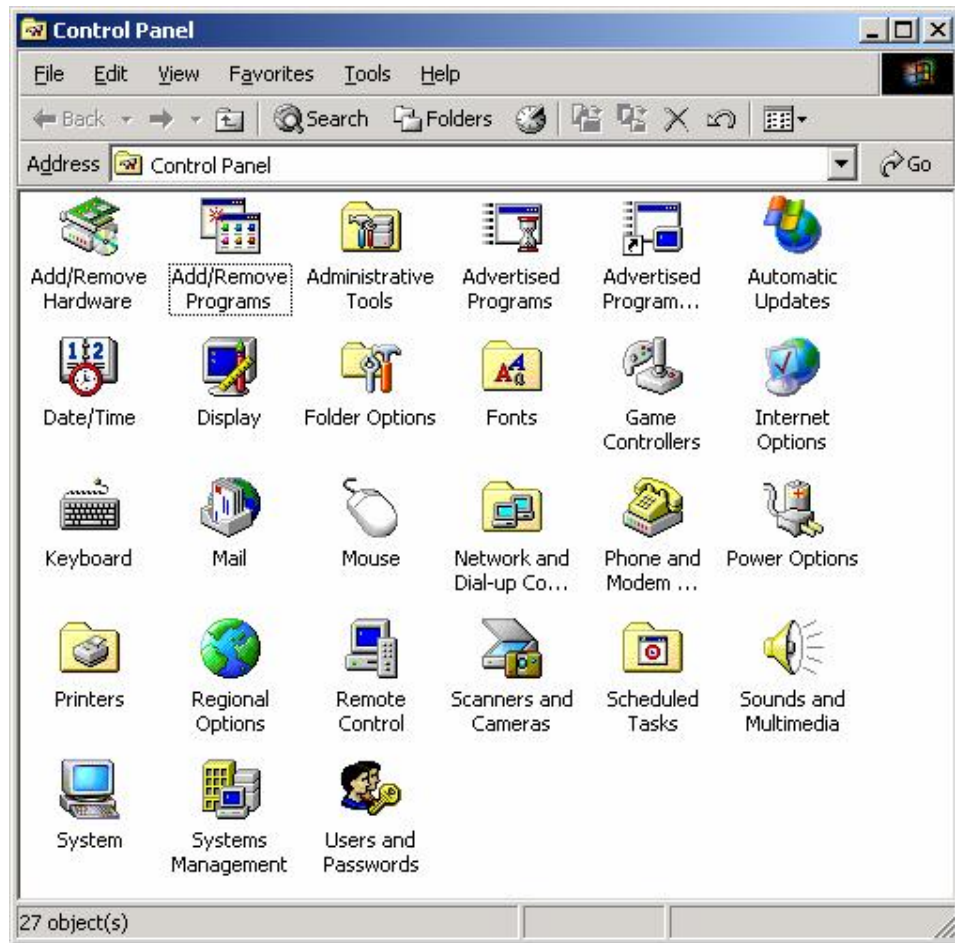 Control Panel
File Edit View Favorites Tools Help
Back Search Folders
Address Control Panel Go
Add/Remove Hardware
Add/Remove Programs
Administrative Tools
Advertised Programs
Advertised Program...
Automatic Updates
Date/Time
Display
Folder Options
Fonts
Game Controllers
Internet Options
Keyboard
Mail
Mouse
Network and Dial-up Co...
Phone and Modem ...
Power Options
Printers
Regional Options
Remote Control
Scanners and Cameras
Scheduled Tasks
Sounds and Multimedia
System
Systems Management
Users and Passwords
27 object(s)